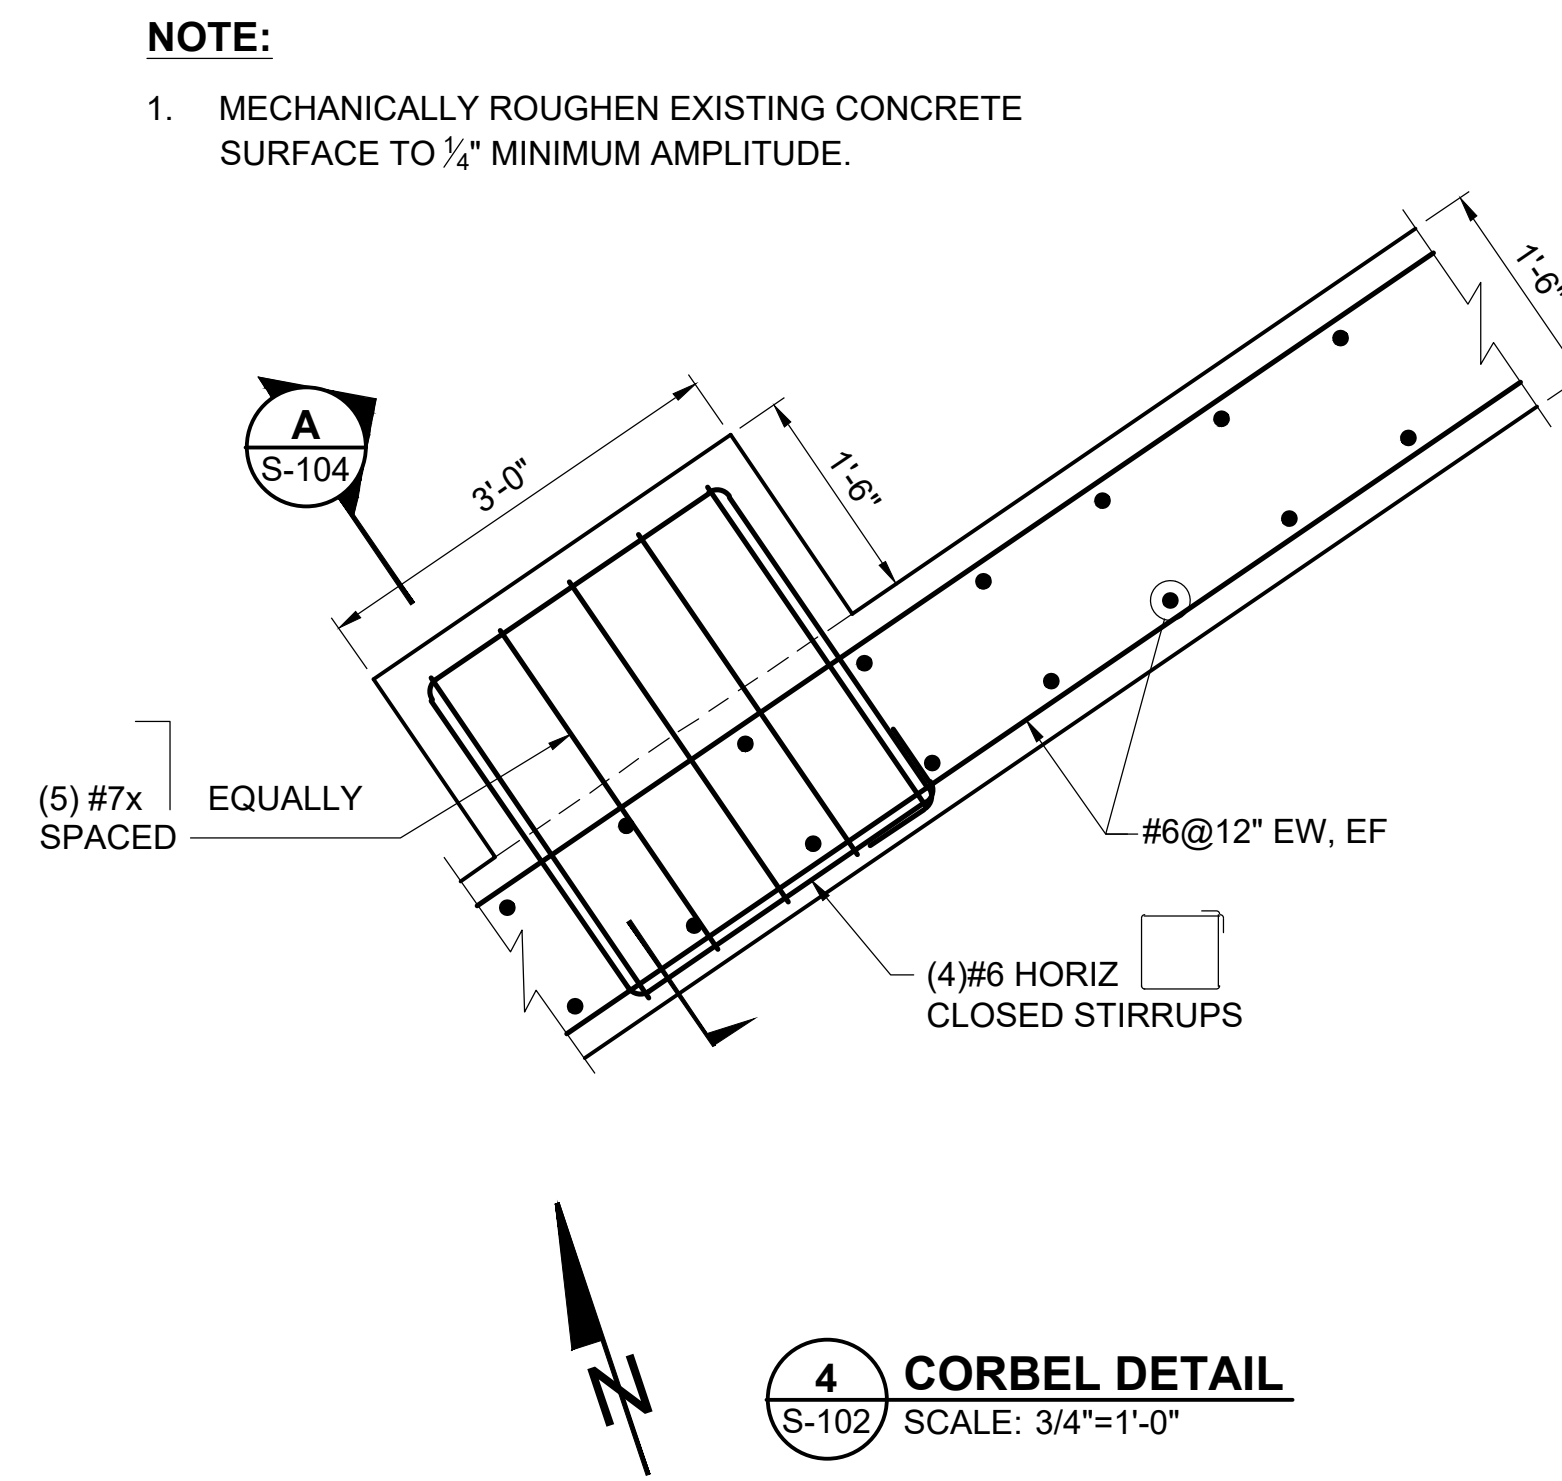 NOTE:
1. MECHANICALLY ROUGHEN EXISTING CONCRETE
SURFACE TO 1/4" MINIMUM AMPLITUDE.
1'-6"
A
S-104
3'-0"
1'-6"
(5) #7x EQUALLY
SPACED
#6@12" EW, EF
(4)#6 HORIZ
CLOSED STIRRUPS
N
4
S-102
CORBEL DETAIL
SCALE: 3/4"=1'-0"